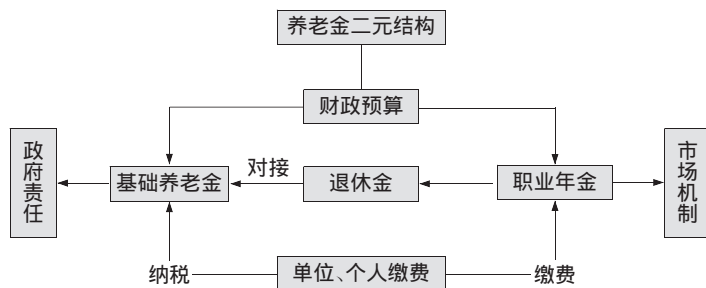 养老金二元结构
财政预算
政府责任
基础养老金
对接
退休金
职业年金
市场机制
纳税
单位、个人缴费
缴费